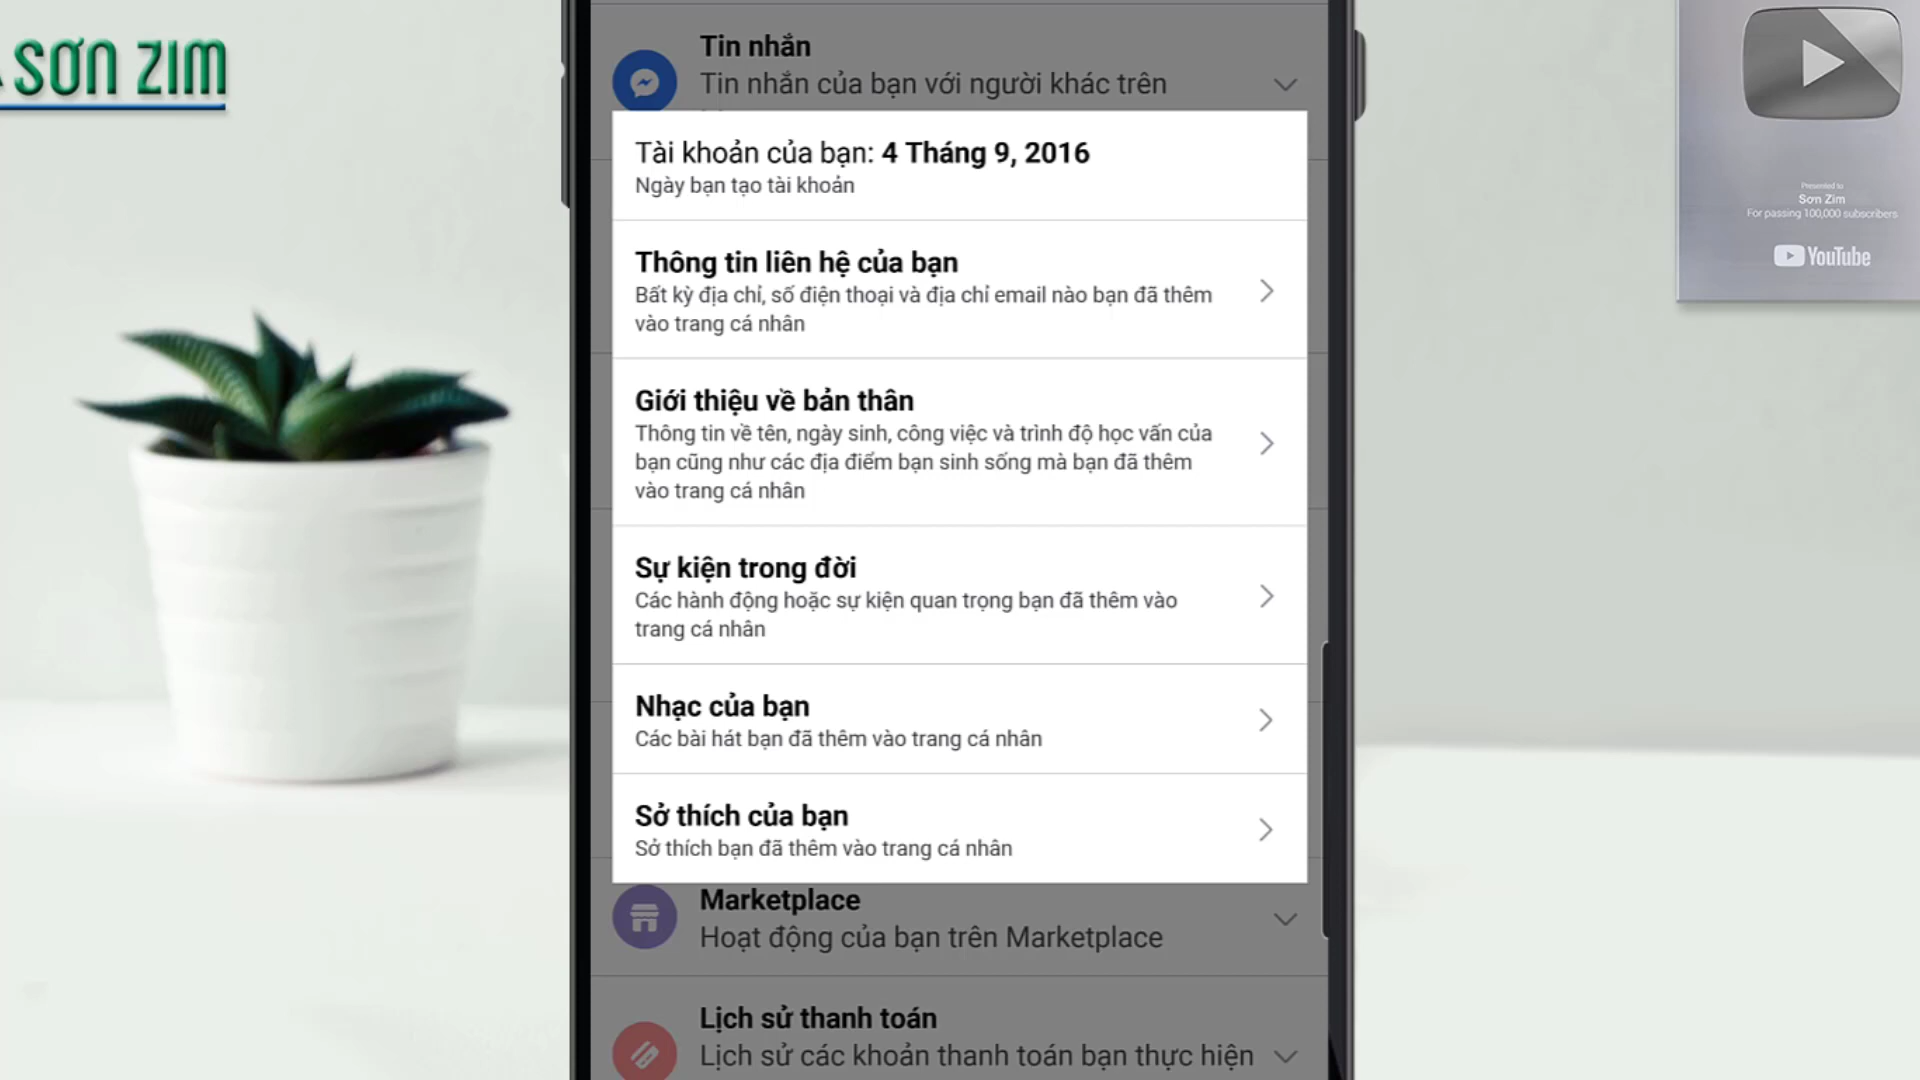 SƠN ZIM
Tin nhắn
Tin nhắn của bạn với người khác trên
Tài khoản của bạn: 4 Tháng 9, 2016
Ngày bạn tạo tài khoản
Thông tin liên hệ của bạn
Bất kỳ địa chỉ, số điện thoại và địa chỉ email nào bạn đã thêm
vào trang cá nhân
Giới thiệu về bản thân
Thông tin về tên, ngày sinh, công việc và trình độ học vấn của
bạn cũng như các địa điểm bạn sinh sống mà bạn đã thêm
vào trang cá nhân
Sự kiện trong đời
Các hành động hoặc sự kiện quan trọng bạn đã thêm vào
trang cá nhân
Nhạc của bạn
Các bài hát bạn đã thêm vào trang cá nhân
Sở thích của bạn
Sở thích bạn đã thêm vào trang cá nhân
Marketplace
Hoạt động của bạn trên Marketplace
Lịch sử thanh toán
Lịch sử các khoản thanh toán bạn thực hiện
Presented to
Sơn Zim
For passing 100,000 subscribers
YouTube